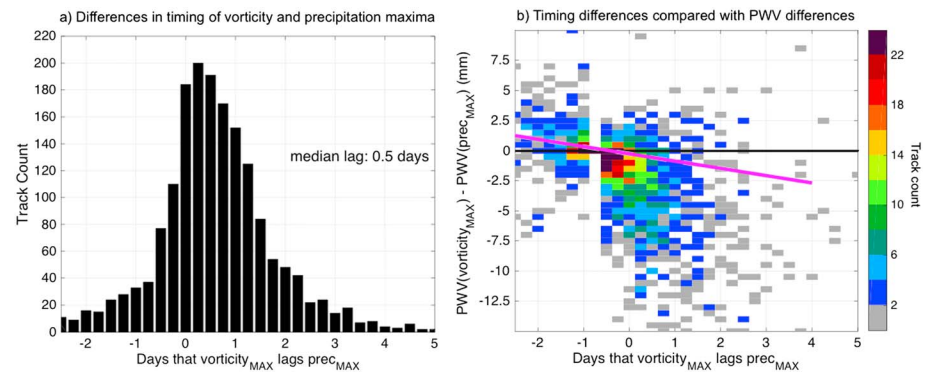 a) Differences in timing of vorticity and precipitation maxima
220
200
180
160
140
120
100
80
60
40
20
0
Track Count
median lag: 0.5 days
-2 -1 0 1 2 3 4 5
Days that vorticity_MAX lags prec_MAX
b) Timing differences compared with PWV differences
7.5
5
2.5
0
-2.5
-5
-7.5
-10
-12.5
PWV(vorticity_MAX) - PWV(prec_MAX) (mm)
-2 -1 0 1 2 3 4 5
Days that vorticity_MAX lags prec_MAX
22
18
14
10
6
2
Track count